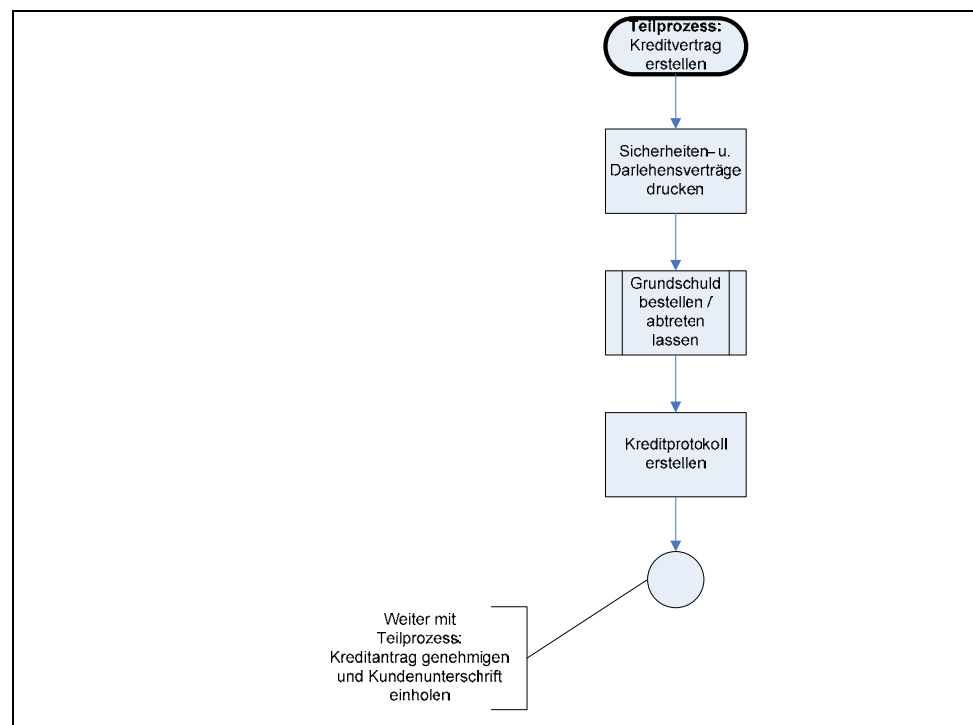 Teilprozess:
Kreditvertrag
erstellen
Sicherheiten– u.
Darlehensverträge
drucken
Grundschuld
bestellen /
abtreten
lassen
Kreditprotokoll
erstellen
Weiter mit
Teilprozess:
Kreditantrag genehmigen
und Kundenunterschrift
einholen